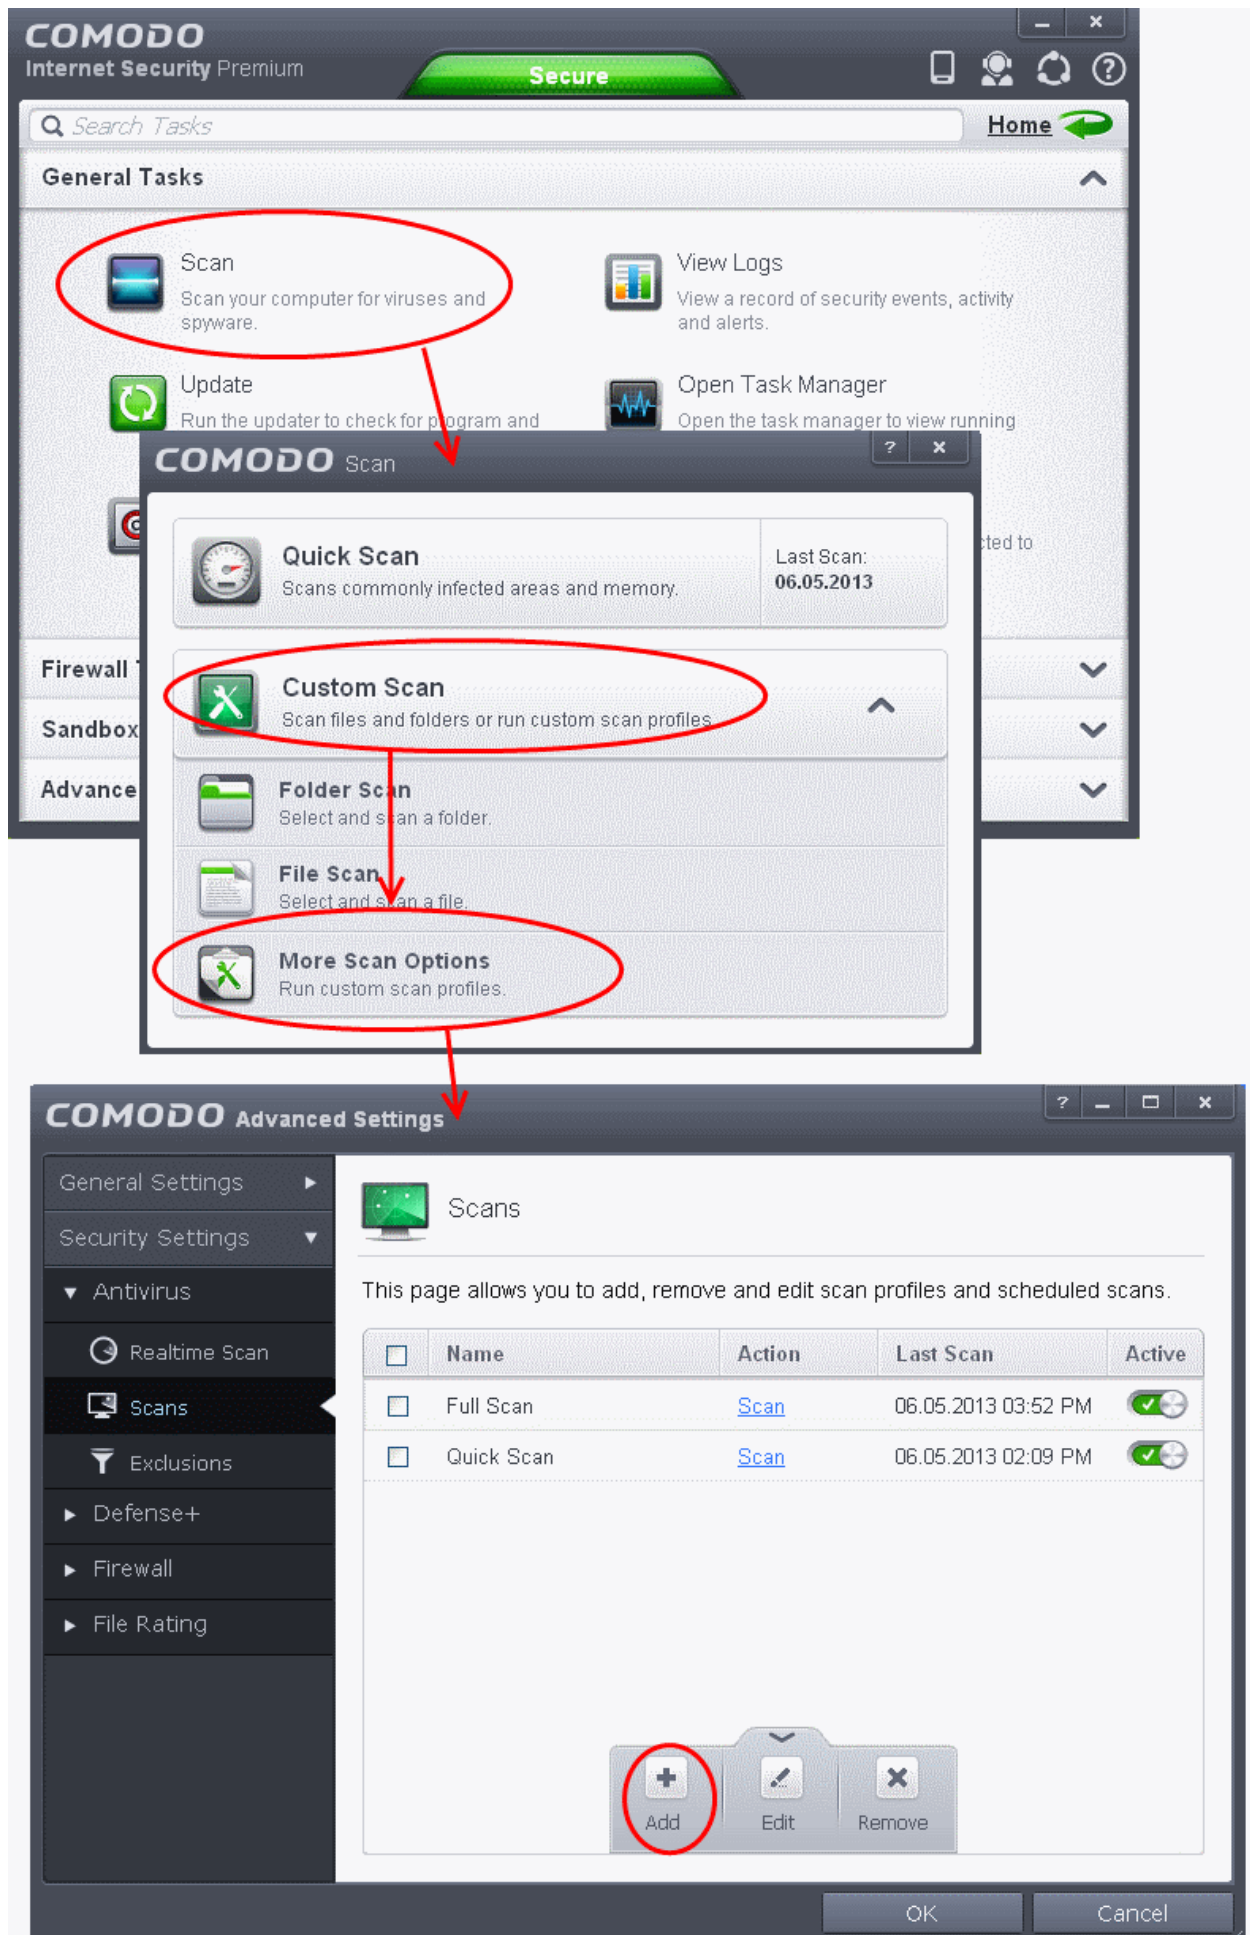 COMODO
Internet Security Premium
Secure
Search Tasks
Home
General Tasks
Scan
Scan your computer for viruses and
spyware.
View Logs
View a record of security events, activity
and alerts.
Update
Run the updater to check for program and
Open Task Manager
Open the task manager to view running
COMODO Scan
Quick Scan
Scans commonly infected areas and memory.
Last Scan:
06.05.2013
to
Firewall
Custom Scan
Scan files and folders or run custom scan profiles.
Sandbox
Advance
Folder Scan
Select and scan a folder.
File Scan
Select and scan a file.
More Scan Options
Run custom scan profiles.
COMODO Advanced Settings
General Settings
Security Settings
Antivirus
Realtime Scan
Scans
Exclusions
Defense+
Firewall
File Rating
Scans
This page allows you to add, remove and edit scan profiles and scheduled scans.
Name Action Last Scan Active
Full Scan Scan 06.05.2013 03:52 PM
Quick Scan Scan 06.05.2013 02:09 PM
Add Edit Remove
OK Cancel